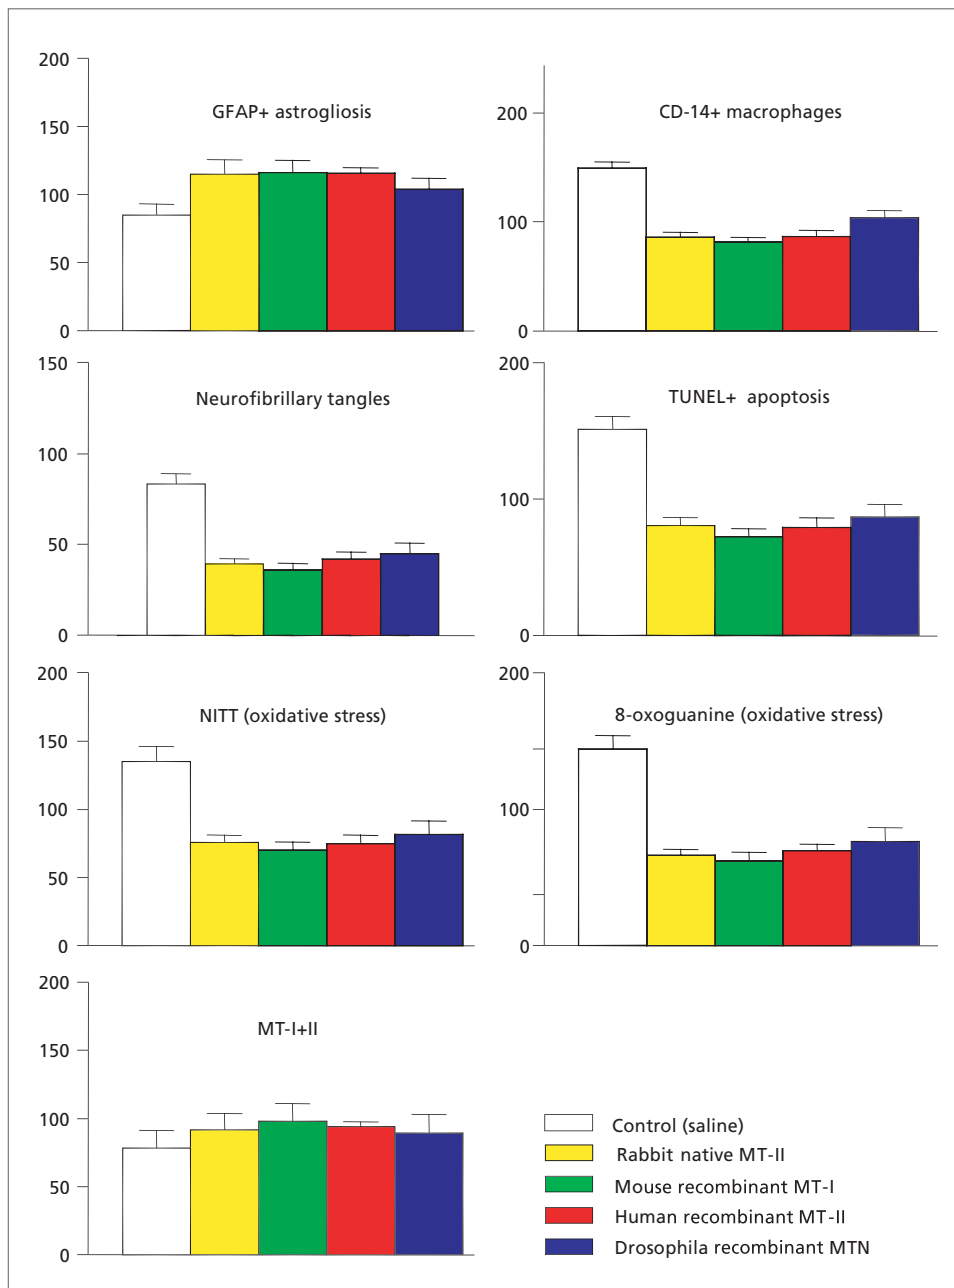 200
150
100
50
0
GFAP+ astrogliosis
200
100
0
CD-14+ macrophages
150
100
50
0
Neurofibrillary tangles
200
100
0
TUNEL+ apoptosis
200
150
100
50
0
NITT (oxidative stress)
200
100
0
8-oxoguanine (oxidative stress)
200
150
100
50
0
MT-I+II
Control (saline)
Rabbit native MT-II
Mouse recombinant MT-I
Human recombinant MT-II
Drosophila recombinant MTN